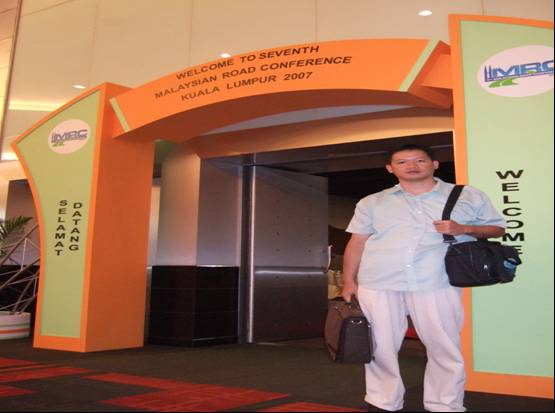 WELCOME TO SEVENTH
MALAYSIAN ROAD CONFERENCE
KUALA LUMPUR 2007
MRC
SELAMAT
DATANG
MRC
WELCOME